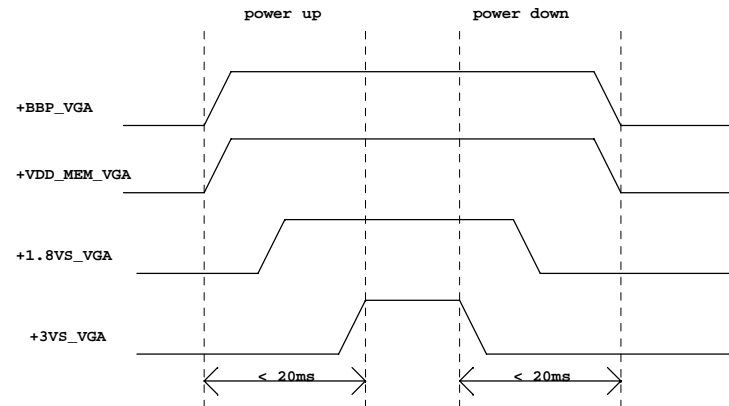 power up
power down
+BBP_VGA
+VDD_MEM_VGA
+1.8VS_VGA
+3VS_VGA
< 20ms
< 20ms